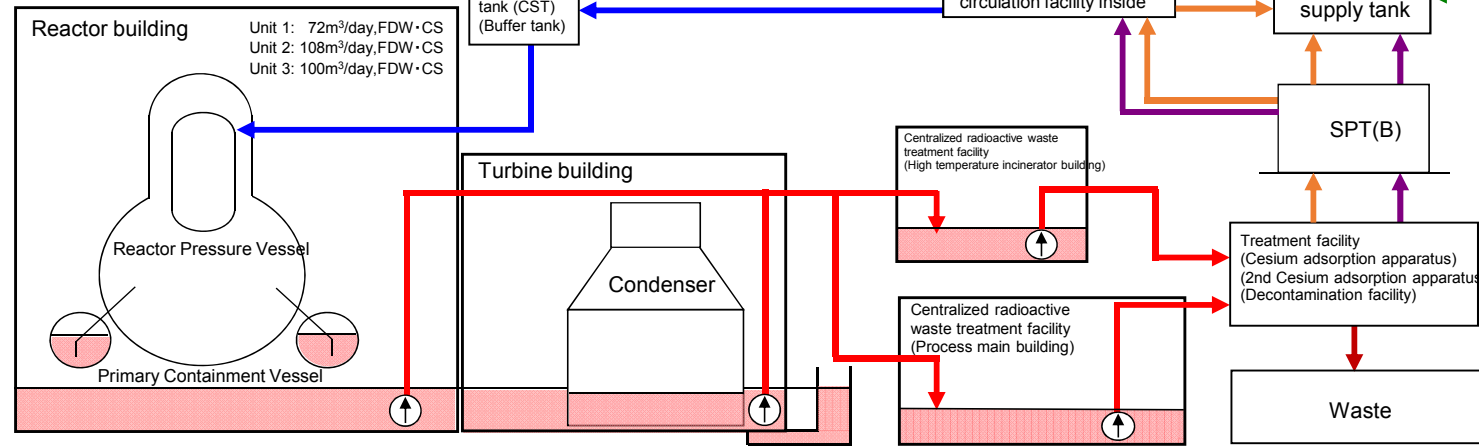 tank (CST)
(Buffer tank)
circulation facility inside
supply tank
Reactor building
Unit 1: 72m³/day,FDW・CS
Unit 2: 108m³/day,FDW・CS
Unit 3: 100m³/day,FDW・CS
SPT(B)
Centralized radioactive waste
treatment facility
(High temperature incinerator building)
Turbine building
Reactor Pressure Vessel
Condenser
Treatment facility
(Cesium adsorption apparatus)
(2nd Cesium adsorption apparatus
(Decontamination facility)
Centralized radioactive
waste treatment facility
(Process main building)
Primary Containment Vessel
Waste